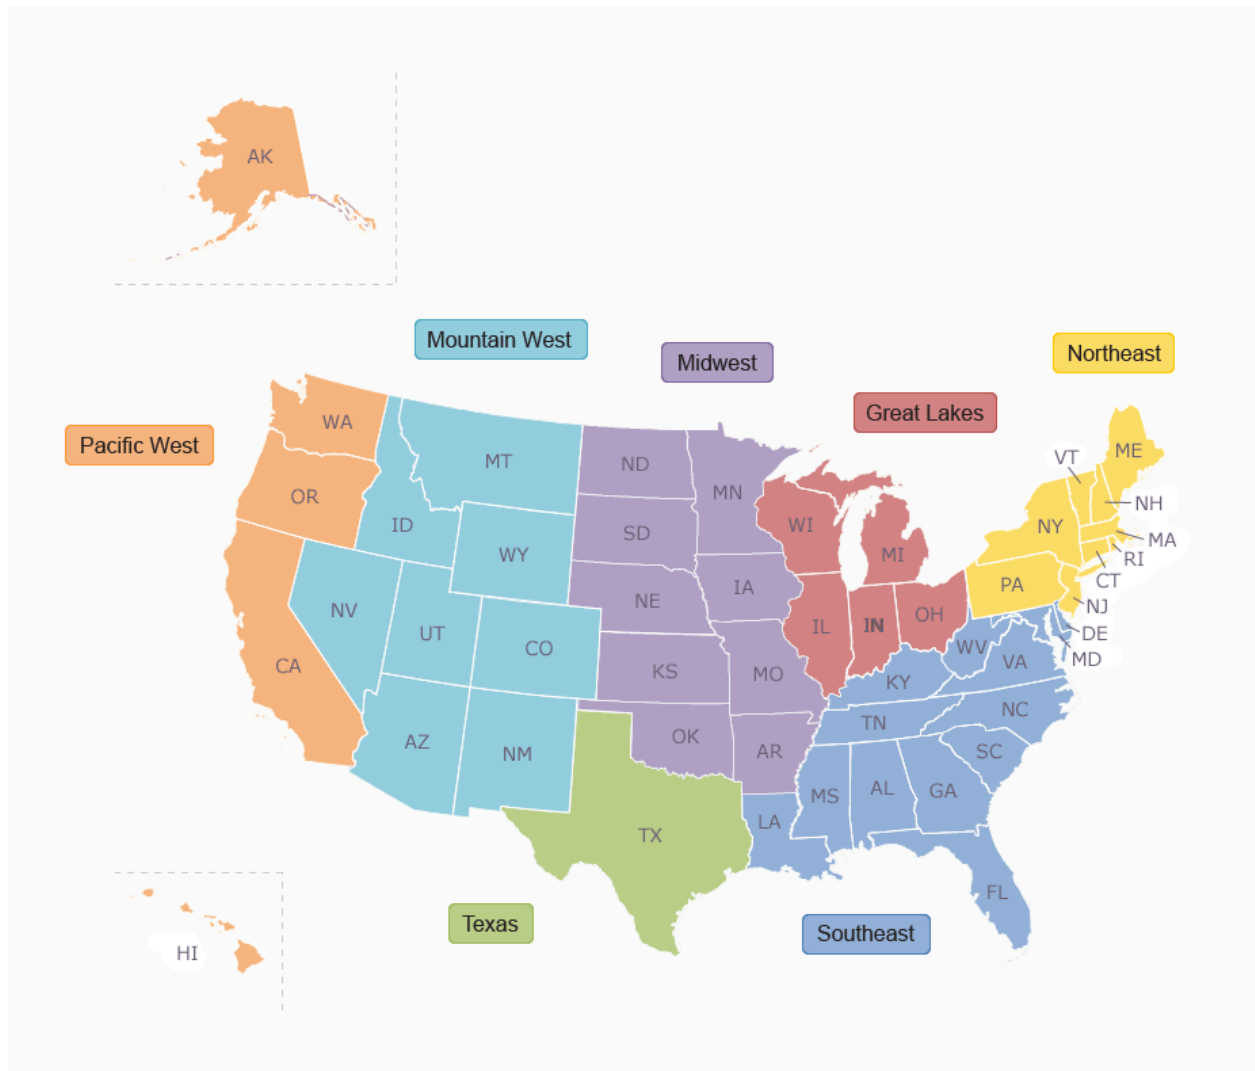 AK
Mountain West
Midwest
Northeast
Great Lakes
Pacific West
WA
MT
ND
MN
VT
ME
OR
ID
WY
SD
WI
MI
NY
NH
MA
RI
CT
NV
UT
CO
NE
IA
IL
IN
OH
PA
NJ
DE
MD
CA
KS
MO
KY
WV
VA
AZ
NM
OK
AR
TN
NC
SC
TX
LA
MS
AL
GA
FL
Texas
Southeast
HI